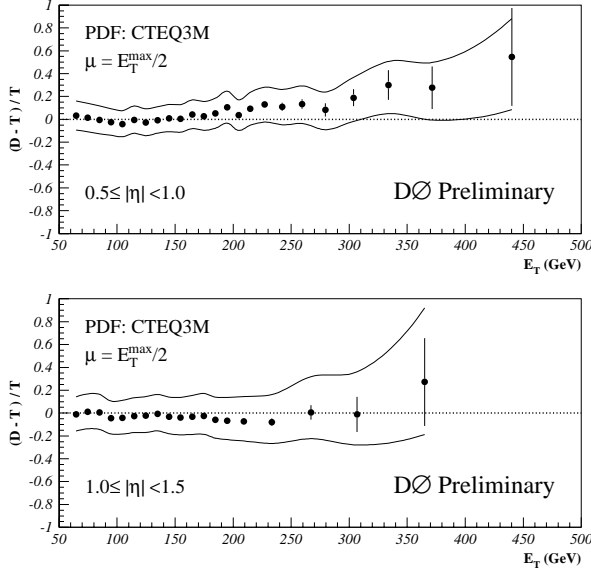 (D - T) / T
1
0.8
0.6
0.4
0.2
0
-0.2
-0.4
-0.6
-0.8
-1
PDF: CTEQ3M
μ = E_T^max/2
0.5≤ |η| <1.0
DØ Preliminary
50 100 150 200 250 300 350 400 450 500
E_T (GeV)
(D - T) / T
1
0.8
0.6
0.4
0.2
0
-0.2
-0.4
-0.6
-0.8
-1
PDF: CTEQ3M
μ = E_T^max/2
1.0≤ |η| <1.5
DØ Preliminary
50 100 150 200 250 300 350 400 450 500
E_T (GeV)